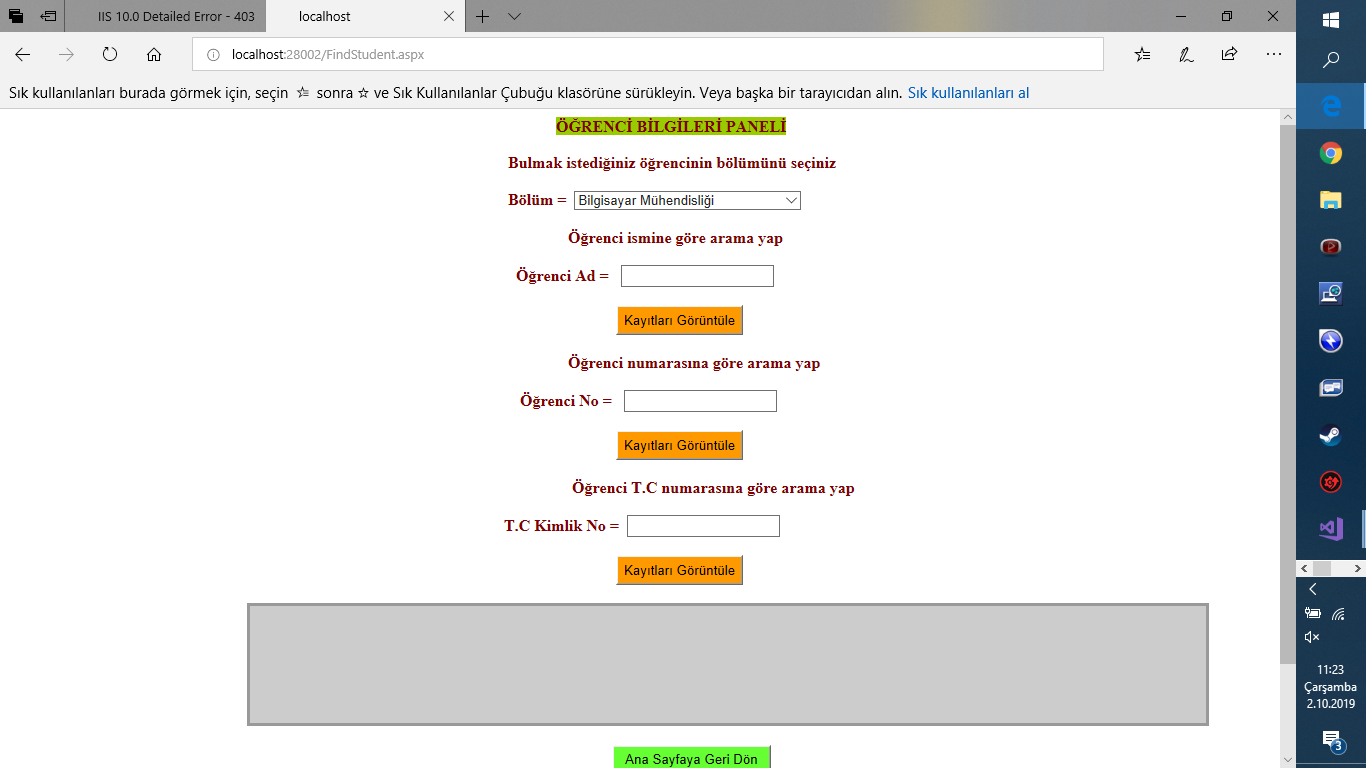 IIS 10.0 Detailed Error - 403
localhost
localhost:28002/FindStudent.aspx
Sık kullanılanları burada görmek için, seçin sonra ve Sık Kullanılanlar Çubuğu klasörüne sürükleyin. Veya başka bir tarayıcıdan alın. Sık kullanılanları al
ÖĞRENCİ BİLGİLERİ PANELİ
Bulmak istediğiniz öğrencinin bölümünü seçiniz
Bölüm = Bilgisayar Mühendisliği
Öğrenci ismine göre arama yap
Öğrenci Ad =
Kayıtları Görüntüle
Öğrenci numarasına göre arama yap
Öğrenci No =
Kayıtları Görüntüle
Öğrenci T.C numarasına göre arama yap
T.C Kimlik No =
Kayıtları Görüntüle
Ana Sayfaya Geri Dön
11:23
Çarşamba
2.10.2019
3